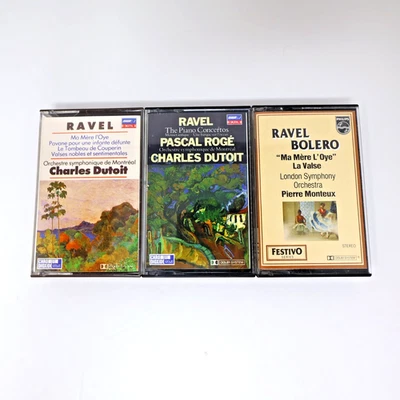 RAVEL
Ma Mère l'Oye
Pavane pour une infante défunte
Le Tombeau de Couperin
Valses nobles et sentimentales
Orchestre symphonique de Montréal
Charles Dutoit
RAVEL
The Piano Concertos
PASCAL ROGÉ
Orchestre symphonique de Montréal
CHARLES DUTOIT
PHILIPS
RAVEL
BOLERO
"Ma Mère L'Oye"
La Valse
London Symphony
Orchestra
Pierre Monteux
FESTIVO
SERIES
STEREO